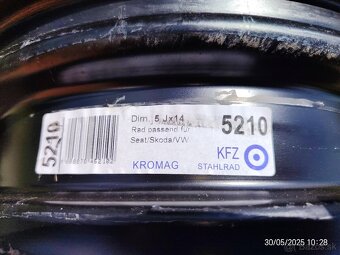 5210
Dim. 5 Jx14
Rad passend für
Seat/Skoda/VW
5210
KROMAG
KFZ
STAHLRAD
30/05/2025 10:28